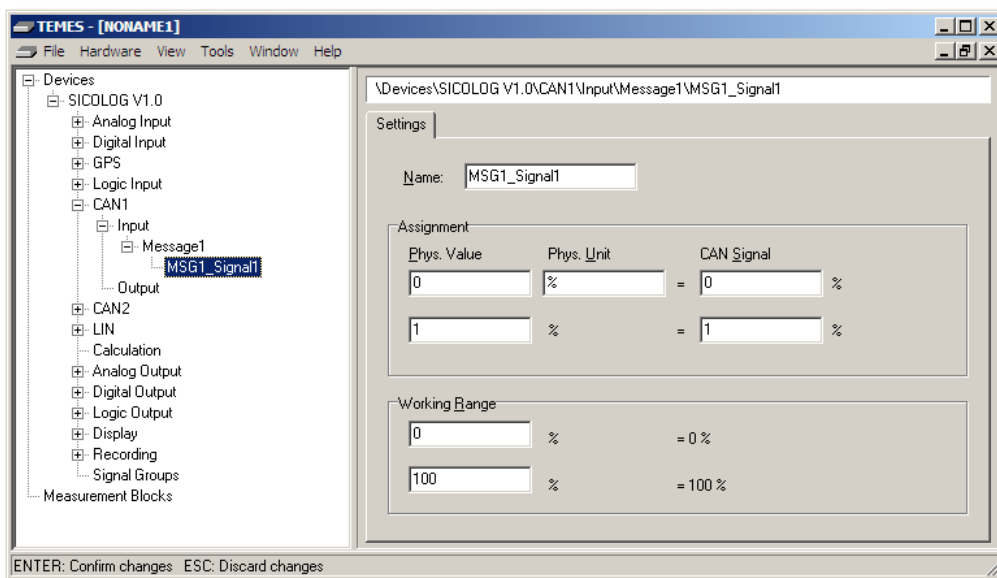 TEMES - [NONAME1]
File Hardware View Tools Window Help
Devices
SICOLOG V1.0
Analog Input
Digital Input
GPS
Logic Input
CAN1
Input
Message1
MSG1_Signal1
Output
CAN2
LIN
Calculation
Analog Output
Digital Output
Logic Output
Display
Recording
Signal Groups
Measurement Blocks
\Devices\SICOLOG V1.0\CAN1\Input\Message1\MSG1_Signal1
Settings
Name: MSG1_Signal1
Assignment
Phys. Value Phys. Unit CAN Signal
0 % = 0 %
1 % = 1 %
Working Range
0 % = 0 %
100 % = 100 %
ENTER: Confirm changes ESC: Discard changes